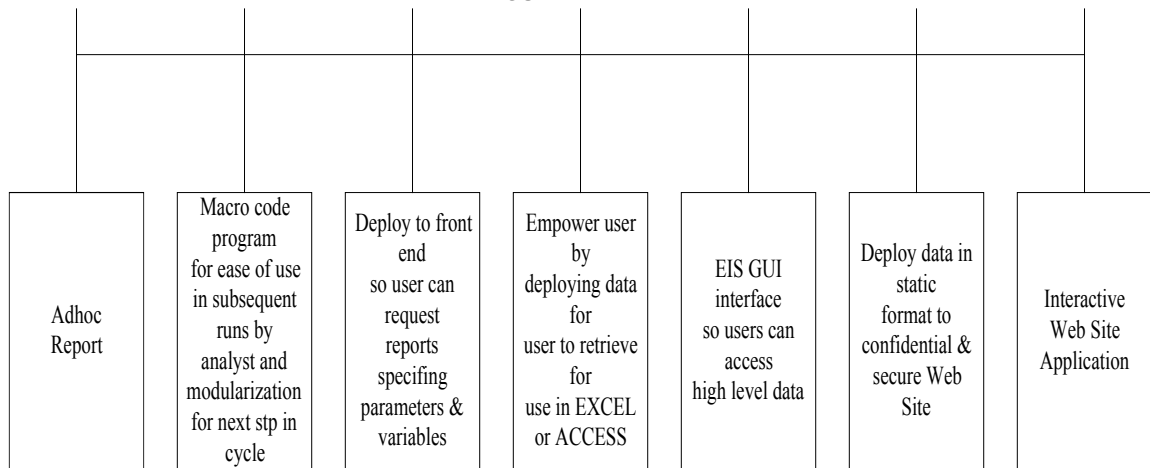 Adhoc
Report
Macro code
program
for ease of use
in subsequent
runs by
analyst and
modularization
for next stp in
cycle
Deploy to front
end
so user can
request
reports
specifing
parameters &
variables
Empower user
by
deploying data
for
user to retrieve
for
use in EXCEL
or ACCESS
EIS GUI
interface
so users can
access
high level data
Deploy data in
static
format to
confidential &
secure Web
Site
Interactive
Web Site
Application